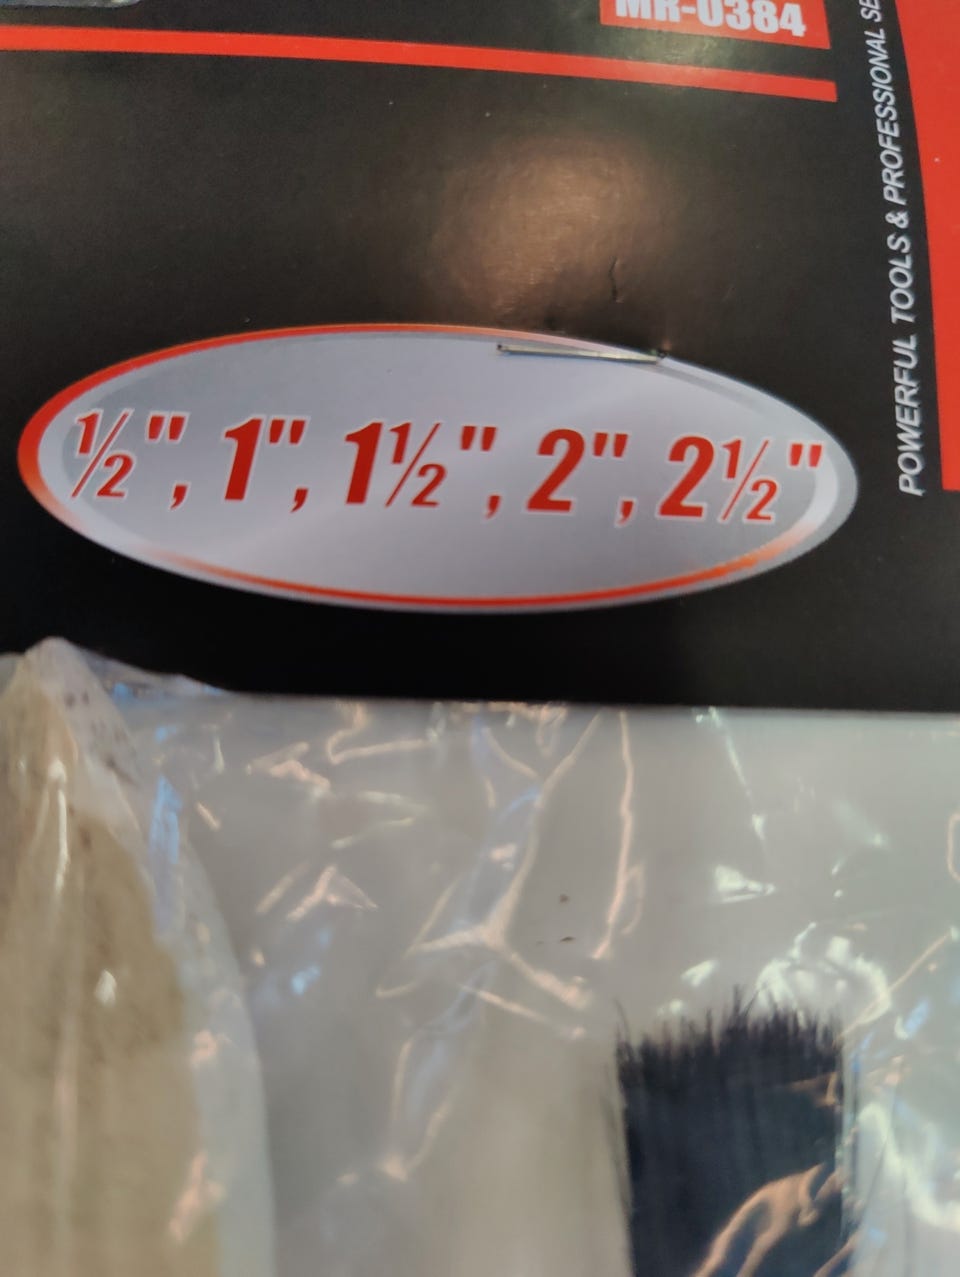 MR-0384
½", 1", 1½", 2", 2½"
POWERFUL TOOLS & PROFESSIONAL